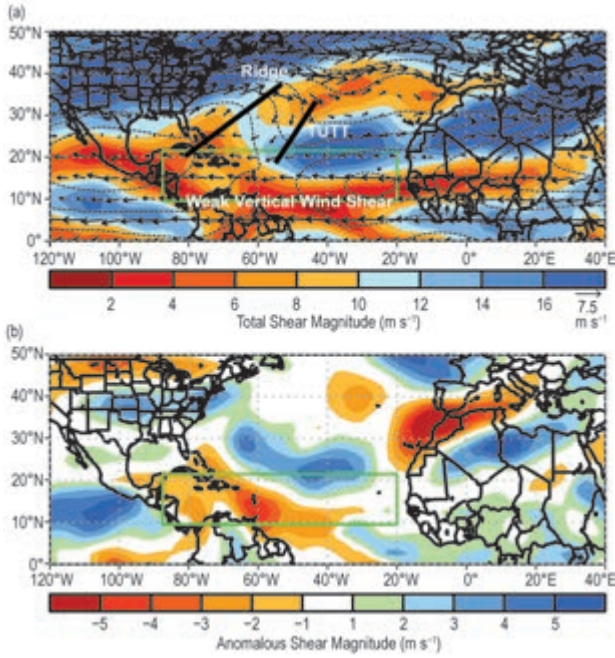 (a)
50°N
40°N
30°N
20°N
10°N
0°
Ridge
TUTT
Weak Vertical Wind Shear
120°W 100°W 80°W 60°W 40°W 20°W 0° 20°E 40°E
2 4 6 8 10 12 14 16 7.5
Total Shear Magnitude (m s⁻¹) m s⁻¹
(b)
50°N
40°N
30°N
20°N
10°N
0°
120°W 100°W 80°W 60°W 40°W 20°W 0° 20°E 40°E
−5 −4 −3 −2 −1 1 2 3 4 5
Anomalous Shear Magnitude (m s⁻¹)